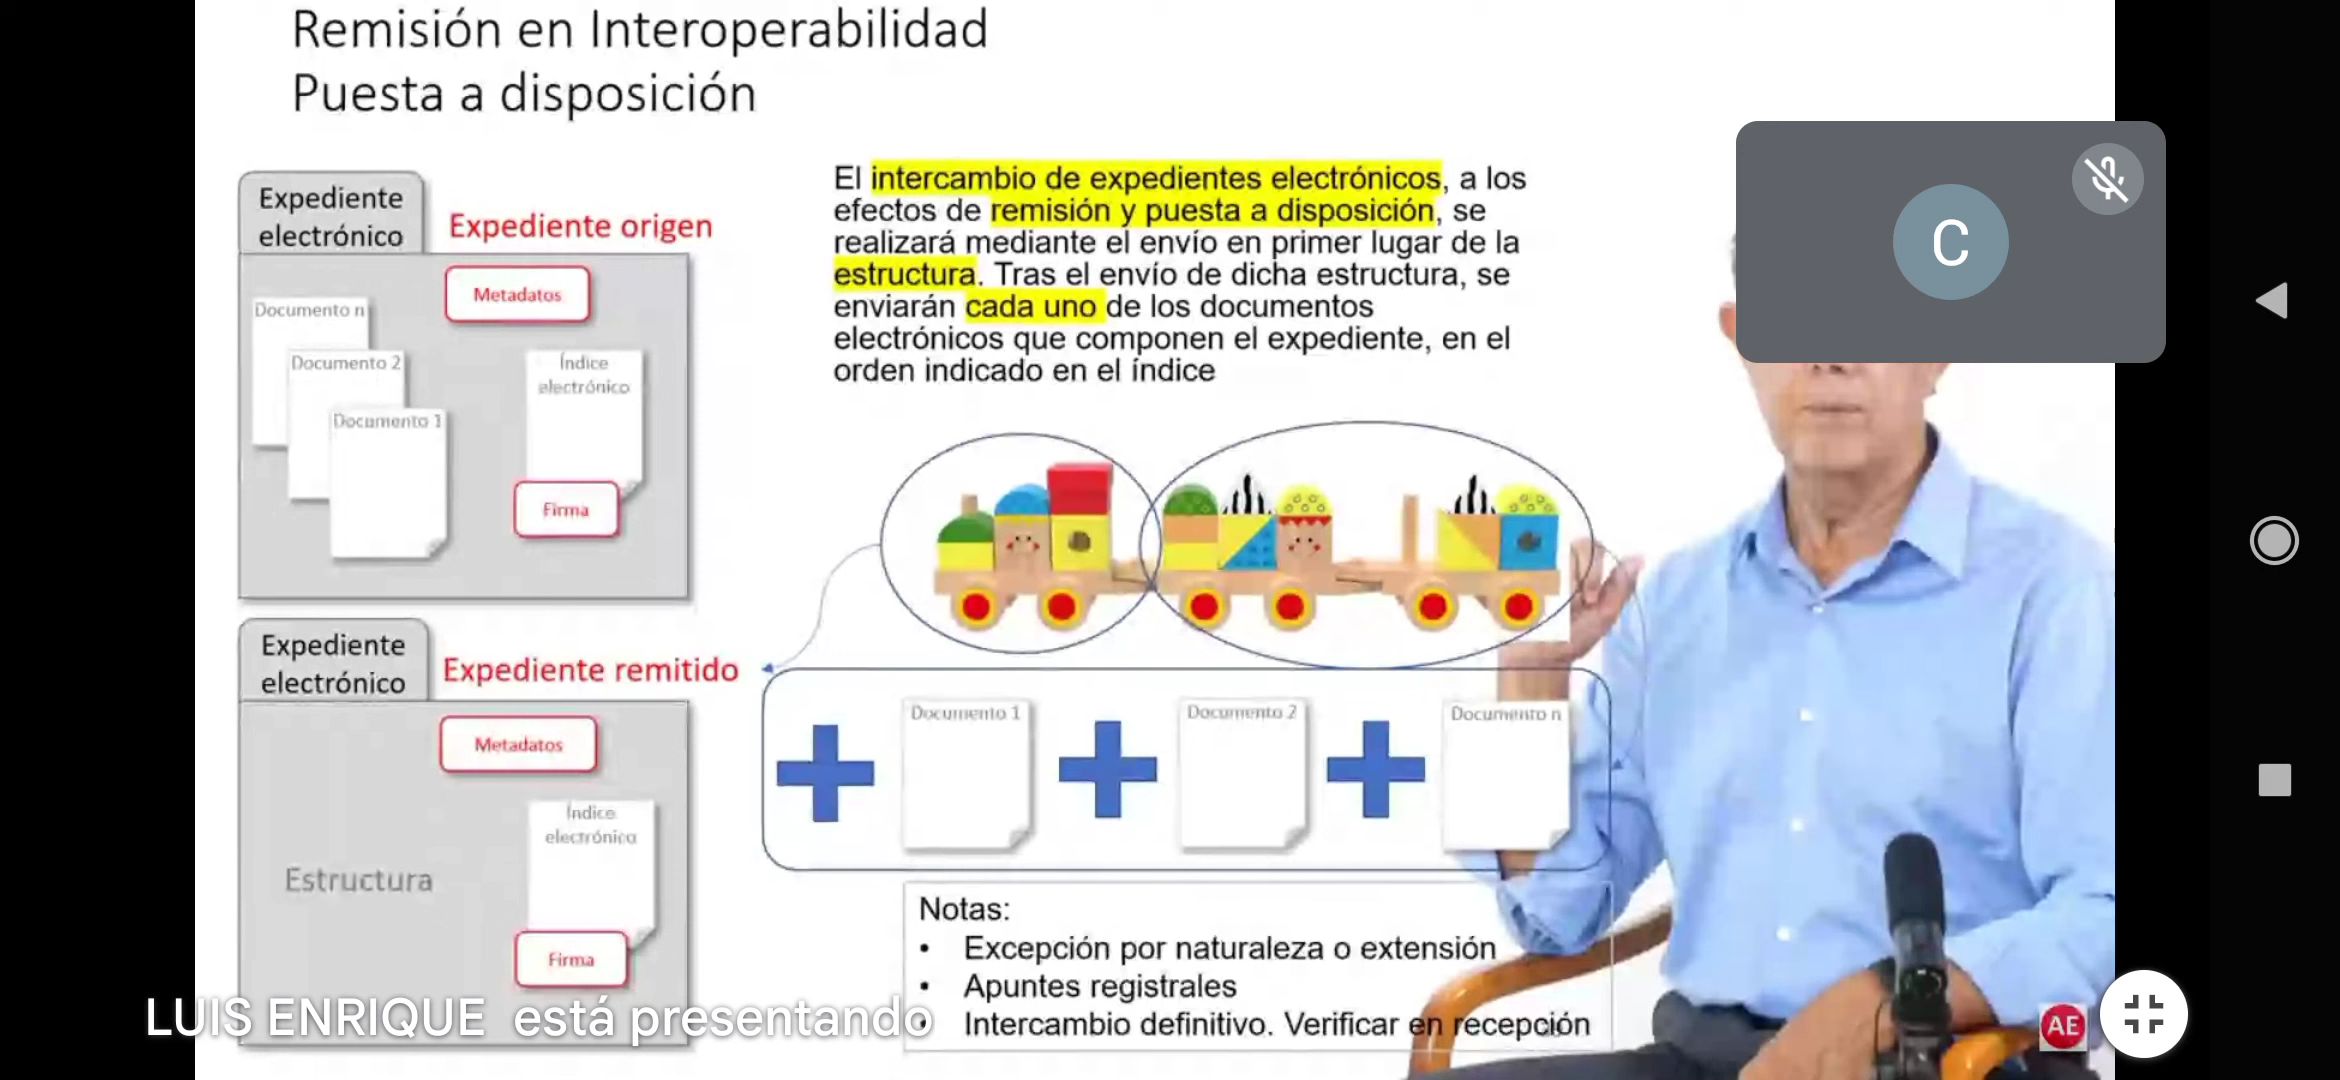 Remisión en Interoperabilidad
Puesta a disposición
Expediente
electrónico
Expediente origen
Metadatos
Documento n
Documento 2
Documento 1
Índice
electrónico
Firma
El intercambio de expedientes electrónicos, a los
efectos de remisión y puesta a disposición, se
realizará mediante el envío en primer lugar de la
estructura. Tras el envío de dicha estructura, se
enviarán cada uno de los documentos
electrónicos que componen el expediente, en el
orden indicado en el índice
C
Expediente
electrónico
Expediente remitido
Metadatos
Índice
electrónico
Estructura
Firma
Documento 1
Documento 2
Documento n
Notas:
• Excepción por naturaleza o extensión
• Apuntes registrales
• Intercambio definitivo. Verificar en recepción
LUIS ENRIQUE está presentando
AE